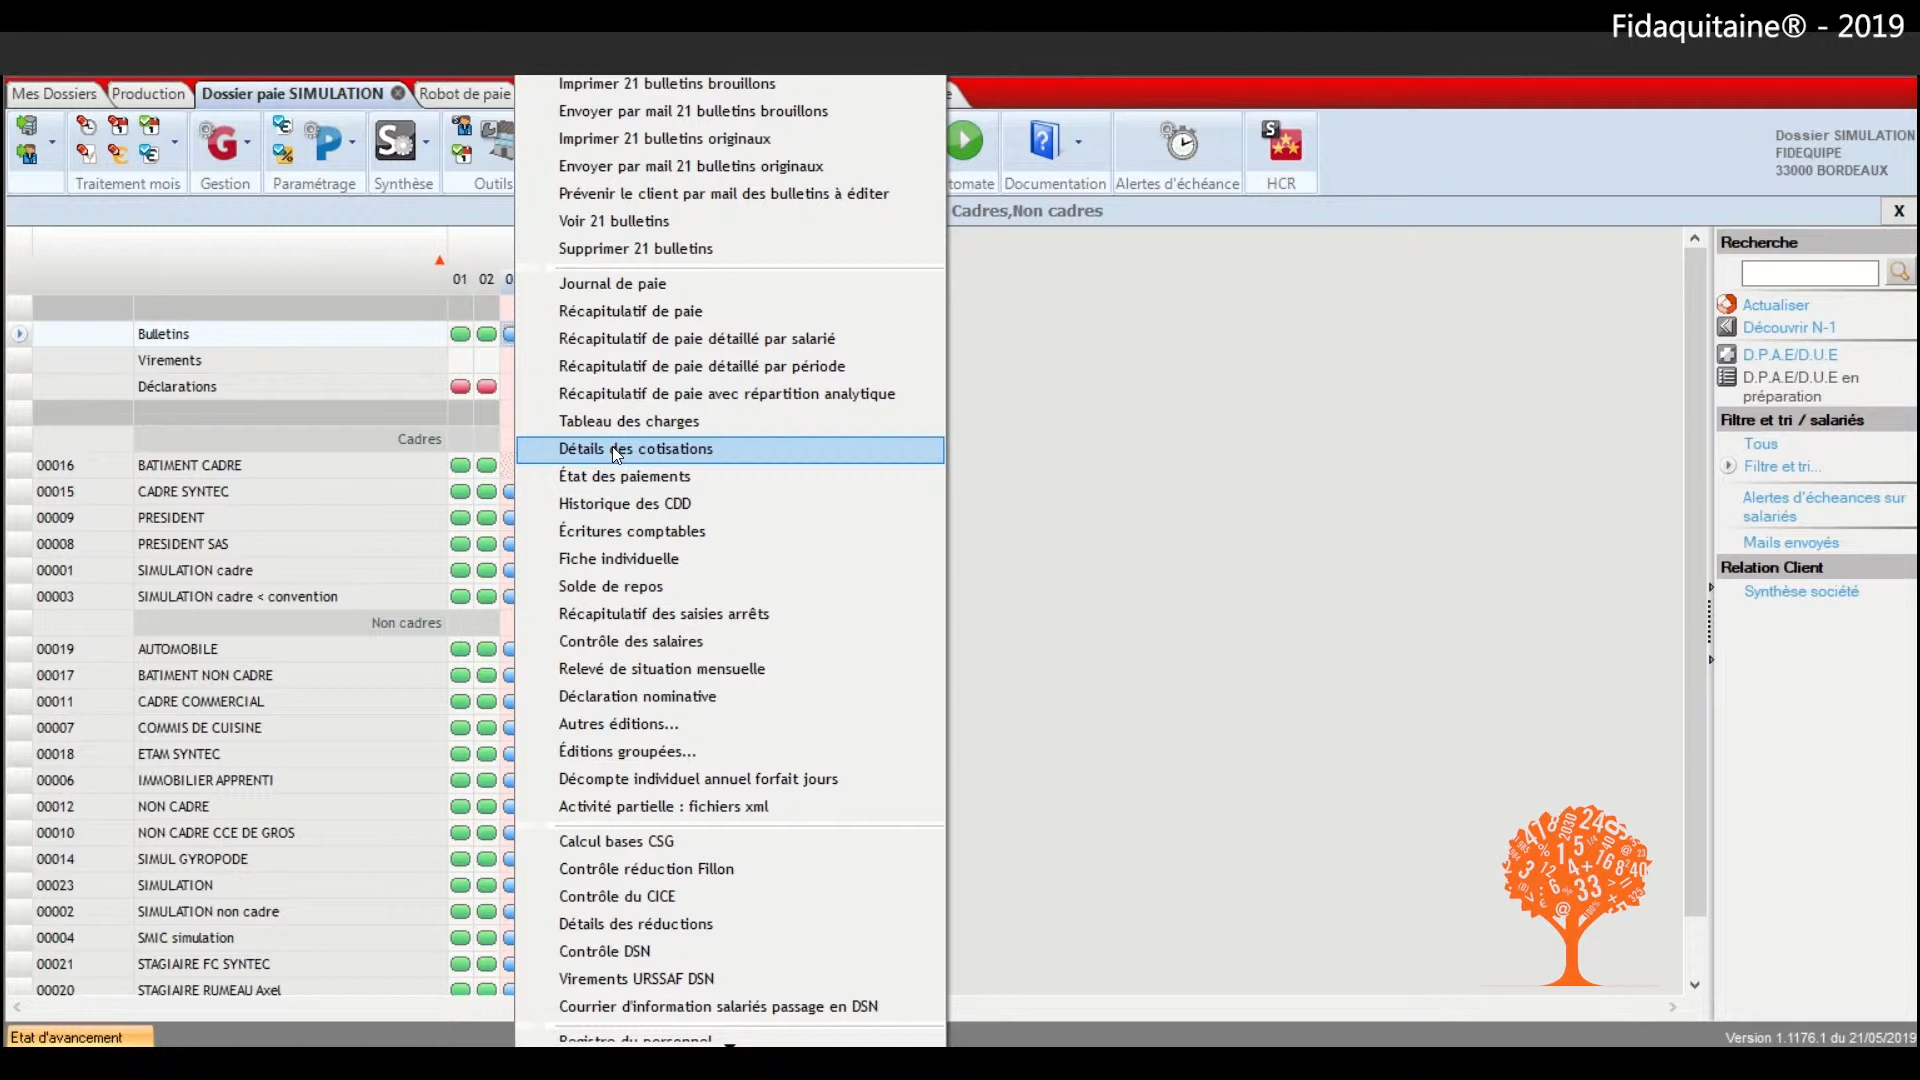 Fidaquitaine® - 2019
Mes Dossiers
Production
Dossier paie SIMULATION
Robot de paie
Traitement mois
Gestion
Paramétrage
Synthèse
Outils
Documentation
Alertes d'échéance
HCR
Dossier SIMULATION
FIDEQUIPE
33000 BORDEAUX
Cadres,Non cadres
X
01 02
Bulletins
Virements
Déclarations
Cadres
00016 BATIMENT CADRE
00015 CADRE SYNTEC
00009 PRESIDENT
00008 PRESIDENT SAS
00001 SIMULATION cadre
00003 SIMULATION cadre < convention
Non cadres
00019 AUTOMOBILE
00017 BATIMENT NON CADRE
00011 CADRE COMMERCIAL
00007 COMMIS DE CUISINE
00018 ETAM SYNTEC
00006 IMMOBILIER APPRENTI
00012 NON CADRE
00010 NON CADRE CCE DE GROS
00014 SIMUL GYROPODE
00023 SIMULATION
00002 SIMULATION non cadre
00004 SMIC simulation
00021 STAGIAIRE FC SYNTEC
00020 STAGIAIRE RUMEAU Axel
Etat d'avancement
Imprimer 21 bulletins brouillons
Envoyer par mail 21 bulletins brouillons
Imprimer 21 bulletins originaux
Envoyer par mail 21 bulletins originaux
Prévenir le client par mail des bulletins à éditer
Voir 21 bulletins
Supprimer 21 bulletins
Journal de paie
Récapitulatif de paie
Récapitulatif de paie détaillé par salarié
Récapitulatif de paie détaillé par période
Récapitulatif de paie avec répartition analytique
Tableau des charges
Détails des cotisations
État des paiements
Historique des CDD
Écritures comptables
Fiche individuelle
Solde de repos
Récapitulatif des saisies arrêts
Contrôle des salaires
Relevé de situation mensuelle
Déclaration nominative
Autres éditions...
Éditions groupées...
Décompte individuel annuel forfait jours
Activité partielle : fichiers xml
Calcul bases CSG
Contrôle réduction Fillon
Contrôle du CICE
Détails des réductions
Contrôle DSN
Virements URSSAF DSN
Courrier d'information salariés passage en DSN
Registre du personnel
Recherche
Actualiser
Découvrir N-1
D.P.A.E/D.U.E
D.P.A.E/D.U.E en
préparation
Filtre et tri / salariés
Tous
Filtre et tri...
Alertes d'écheances sur
salariés
Mails envoyés
Relation Client
Synthèse société
Version 1.1176.1 du 21/05/2019